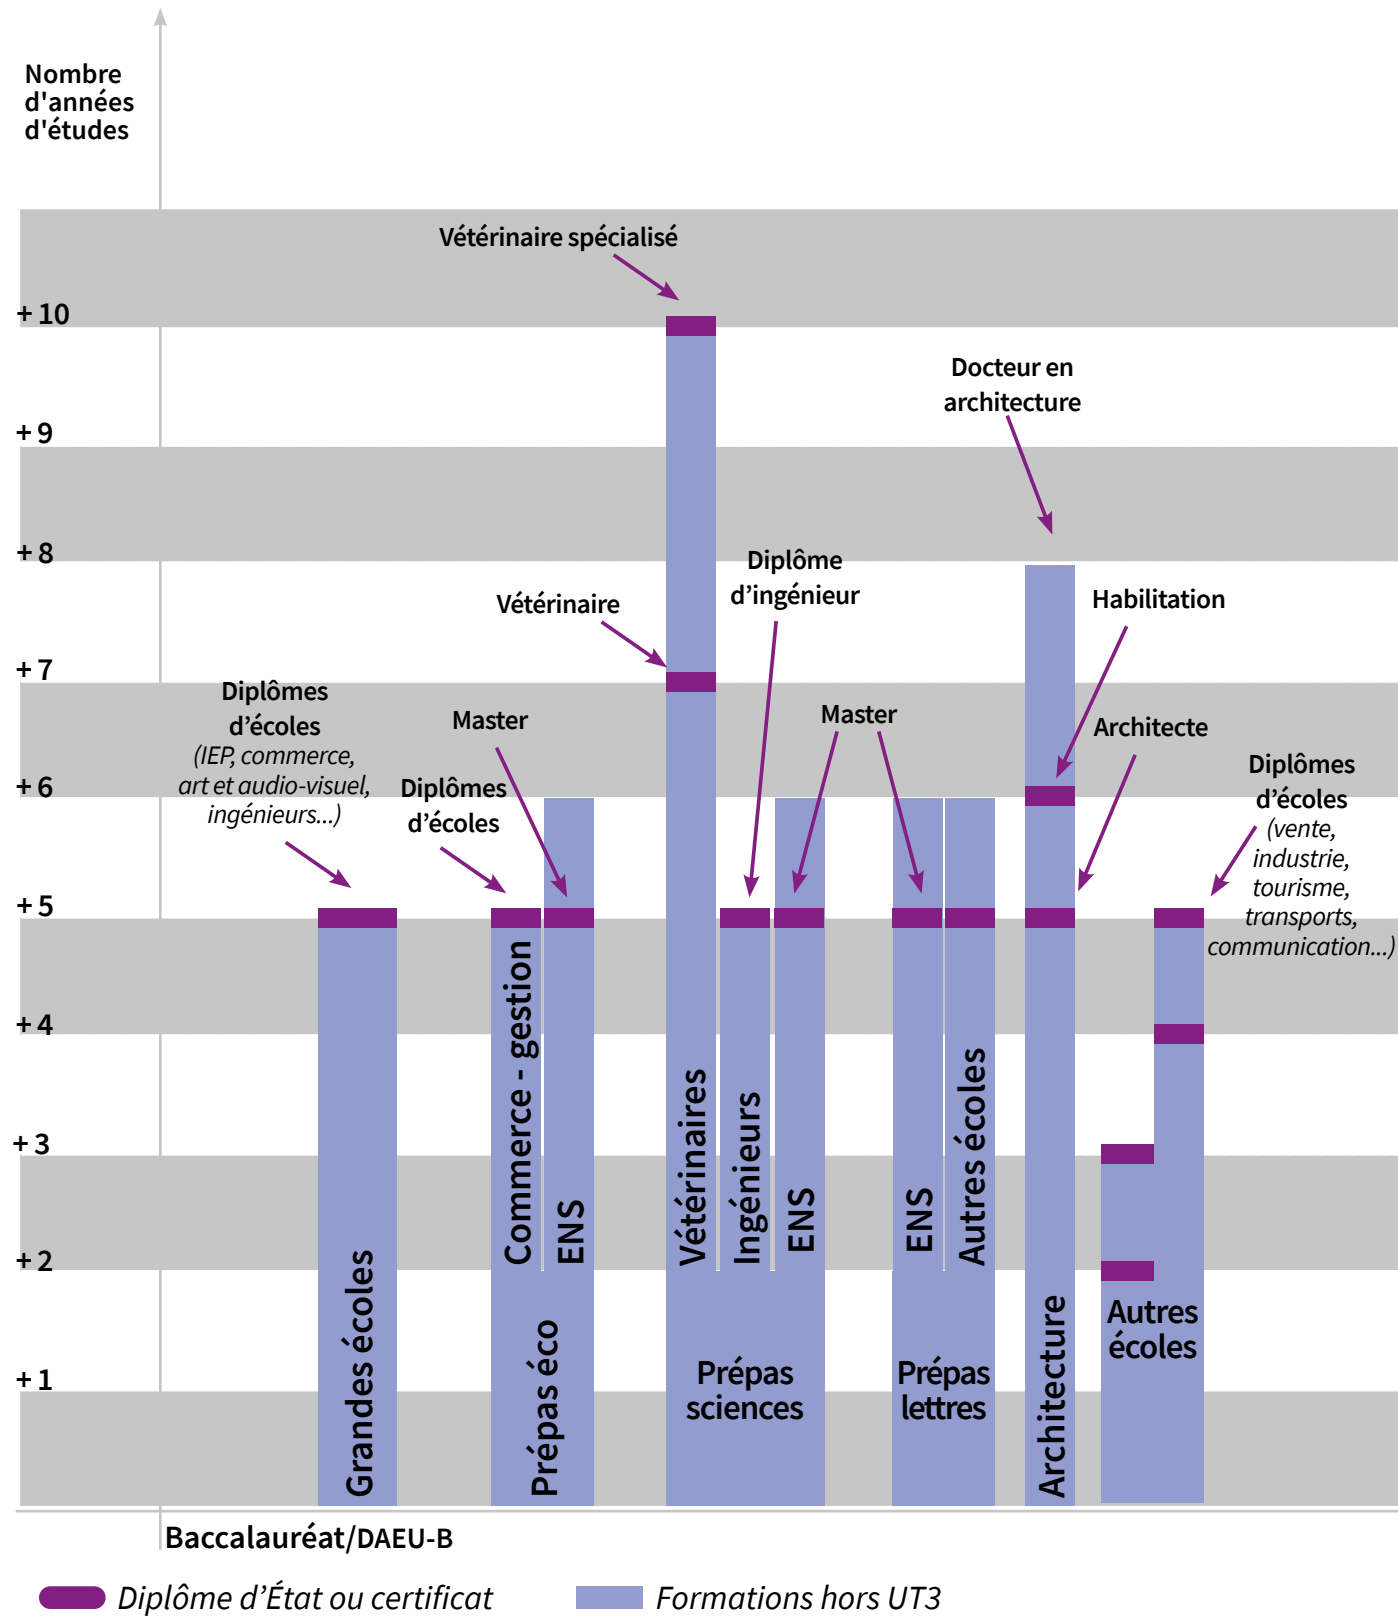 Nombre
d'années
d'études
Vétérinaire spécialisé
+ 10
Docteur en
architecture
+ 9
+ 8
Diplôme
d’ingénieur
Vétérinaire
Habilitation
+ 7
Diplômes
d’écoles
(IEP, commerce,
art et audio-visuel,
ingénieurs...)
Master
Master
Architecte
+ 6
Diplômes
d’écoles
Diplômes
d’écoles
(vente,
industrie,
tourisme,
transports,
communication...)
+ 5
+ 4
+ 3
+ 2
+ 1
Grandes écoles
Commerce - gestion
ENS
Prépas éco
Vétérinaires
Ingénieurs
ENS
Prépas
sciences
ENS
Autres écoles
Prépas
lettres
Architecture
Autres
écoles
Baccalauréat/DAEU-B
Diplôme d’État ou certificat
Formations hors UT3